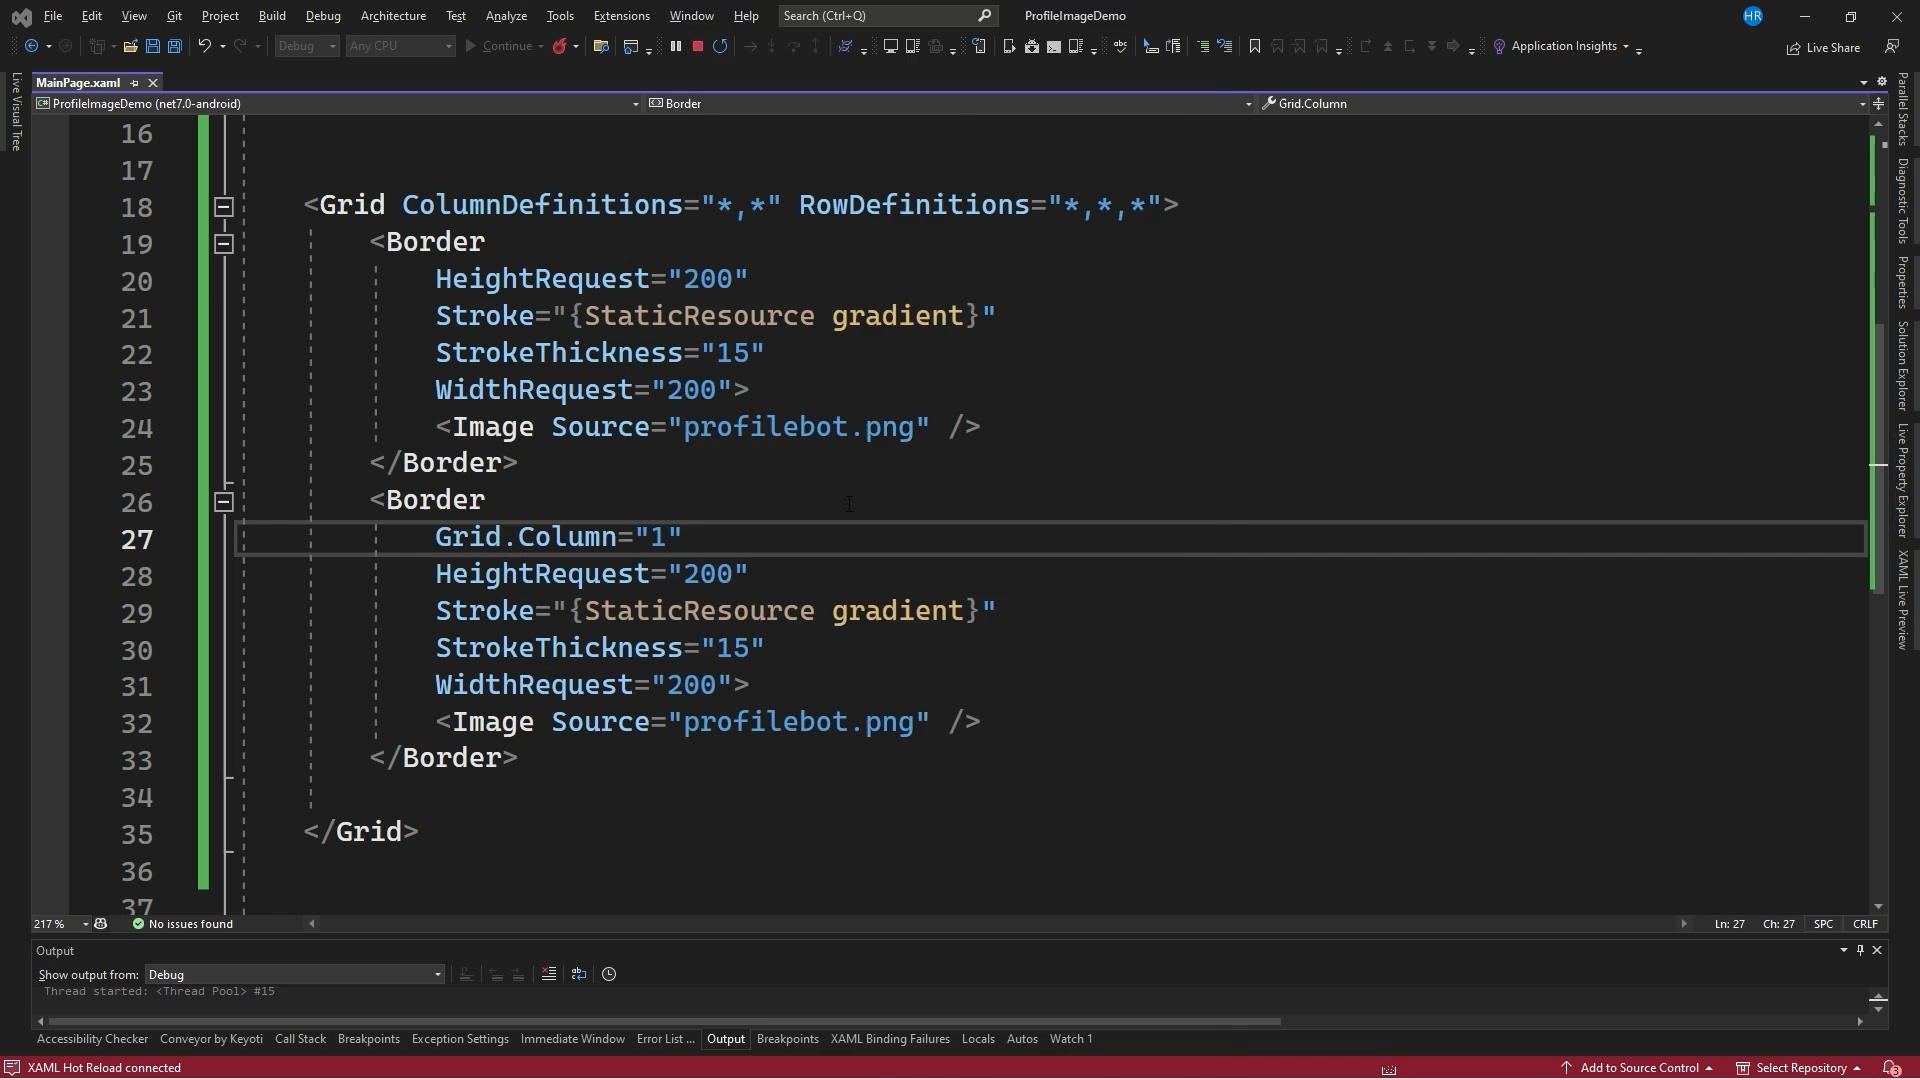 File Edit View Git Project Build Debug Architecture Test Analyze Tools Extensions Window Help Search (Ctrl+Q) ProfileImageDemo HR
Debug Any CPU Continue Application Insights Live Share
MainPage.xaml
ProfileImageDemo (net7.0-android) Border Grid.Column
Live Visual Tree
16
17
18 <Grid ColumnDefinitions="*,*" RowDefinitions="*,*,*">
19 <Border
20 HeightRequest="200"
21 Stroke="{StaticResource gradient}"
22 StrokeThickness="15"
23 WidthRequest="200">
24 <Image Source="profilebot.png" />
25 </Border>
26 <Border
27 Grid.Column="1"
28 HeightRequest="200"
29 Stroke="{StaticResource gradient}"
30 StrokeThickness="15"
31 WidthRequest="200">
32 <Image Source="profilebot.png" />
33 </Border>
34
35 </Grid>
36
37
Parallel Stacks
Diagnostic Tools
Properties
Solution Explorer
Live Property Explorer
XAML Live Preview
217 % No issues found Ln: 27 Ch: 27 SPC CRLF
Output
Show output from: Debug
Thread started: <Thread Pool> #15
Accessibility Checker Conveyor by Keyoti Call Stack Breakpoints Exception Settings Immediate Window Error List ... Output Breakpoints XAML Binding Failures Locals Autos Watch 1
XAML Hot Reload connected Add to Source Control Select Repository 3